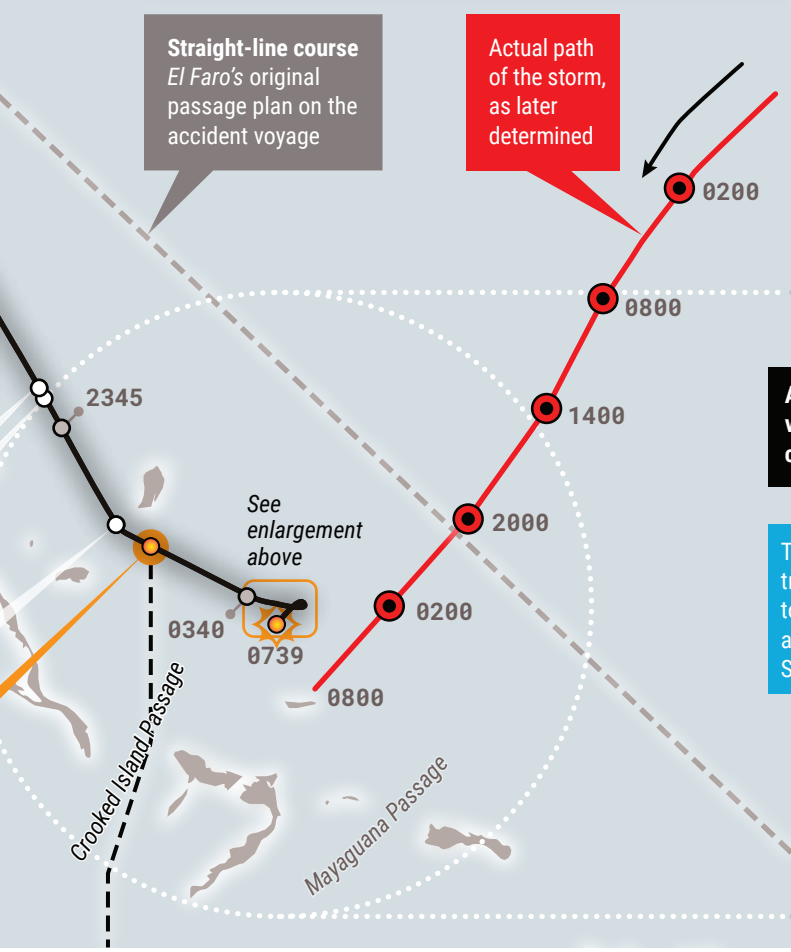 Straight-line course
El Faro's original
passage plan on the
accident voyage
Actual path
of the storm,
as later
determined
0200
0800
1400
2000
0200
0800
2345
See
enlargement
above
0340
0739
Crooked Island Passage
Mayaguana Passage